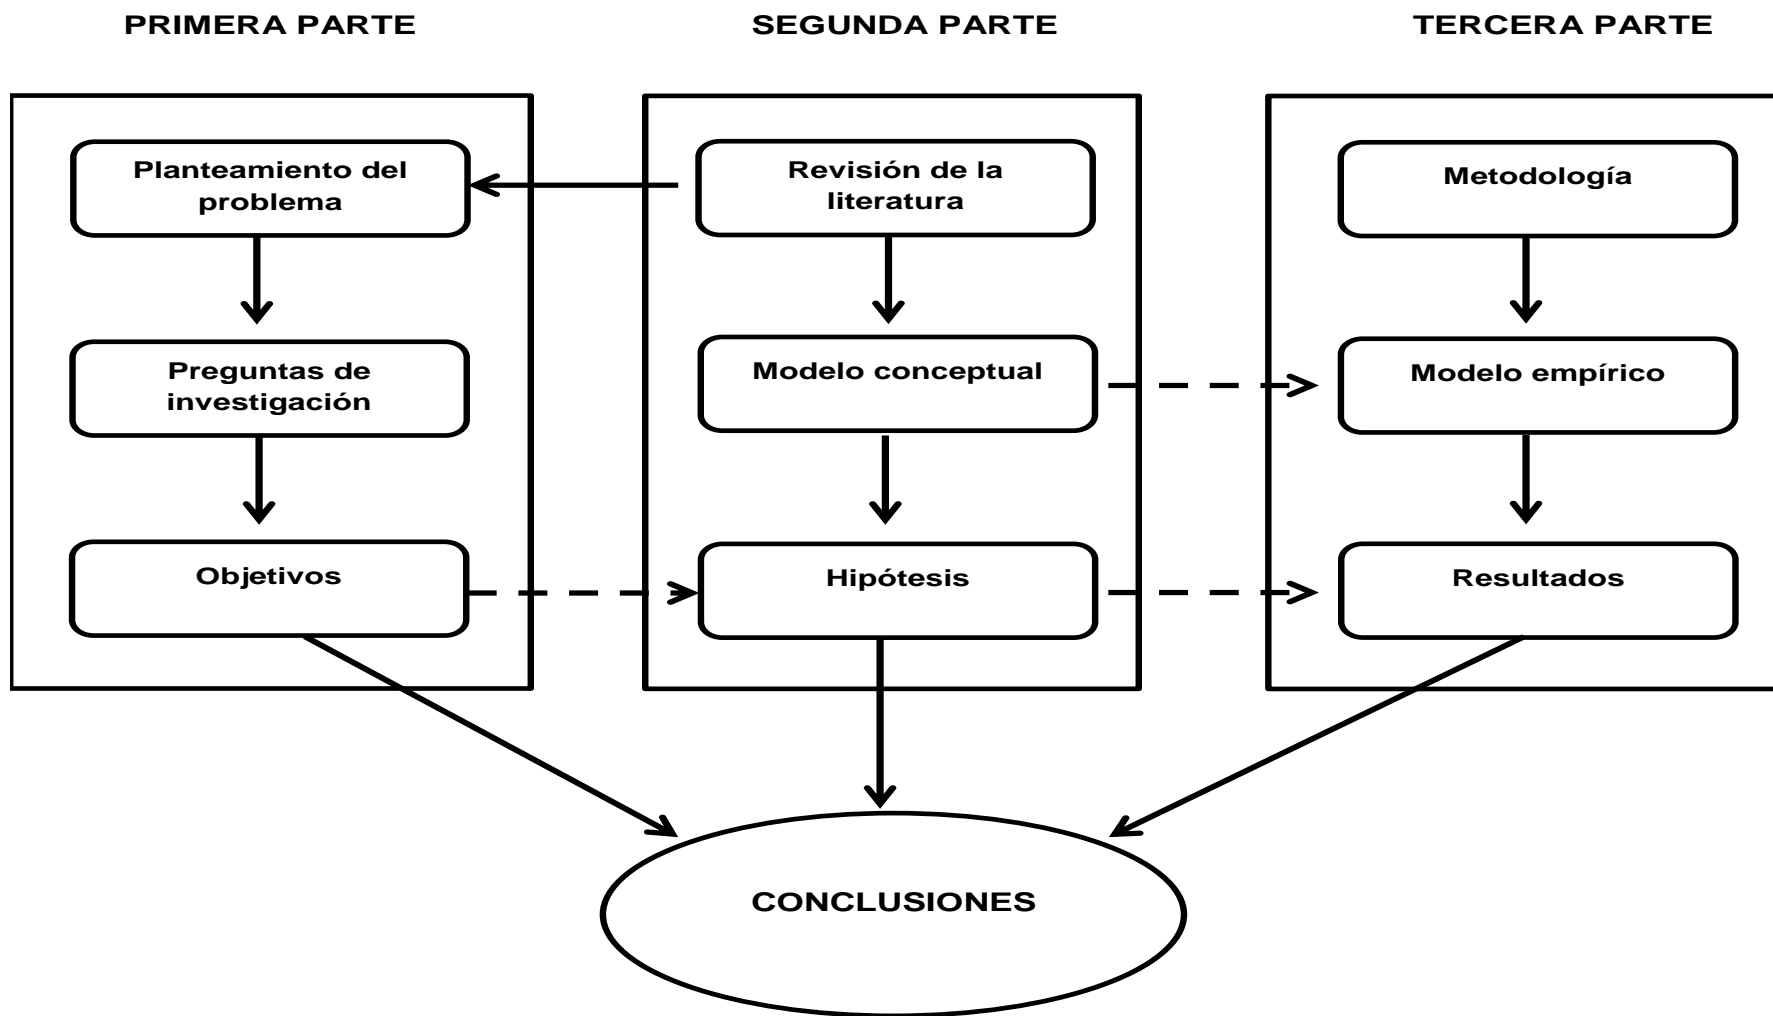 PRIMERA PARTE
SEGUNDA PARTE
TERCERA PARTE
Planteamiento del
problema
Revisión de la
literatura
Metodología
Preguntas de
investigación
Modelo conceptual
Modelo empírico
Objetivos
Hipótesis
Resultados
CONCLUSIONES